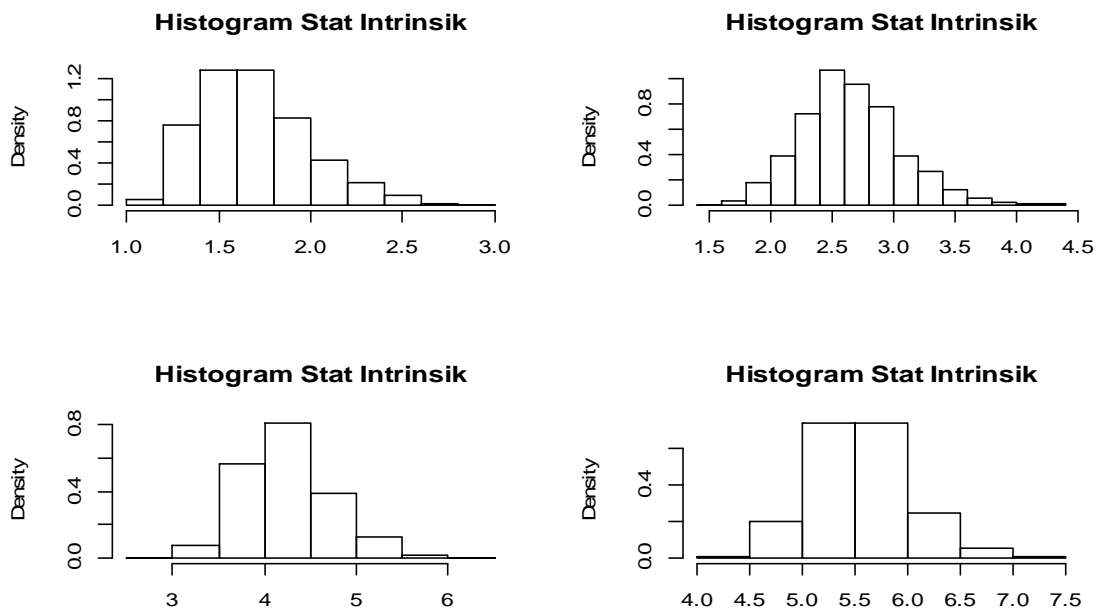 Histogram Stat Intrinsik
Density
0.0 0.4 0.8 1.2
1.0 1.5 2.0 2.5 3.0
Histogram Stat Intrinsik
Density
0.0 0.4 0.8
1.5 2.0 2.5 3.0 3.5 4.0 4.5
Histogram Stat Intrinsik
Density
0.0 0.4 0.8
3 4 5 6
Histogram Stat Intrinsik
Density
0.0 0.4
4.0 4.5 5.0 5.5 6.0 6.5 7.0 7.5